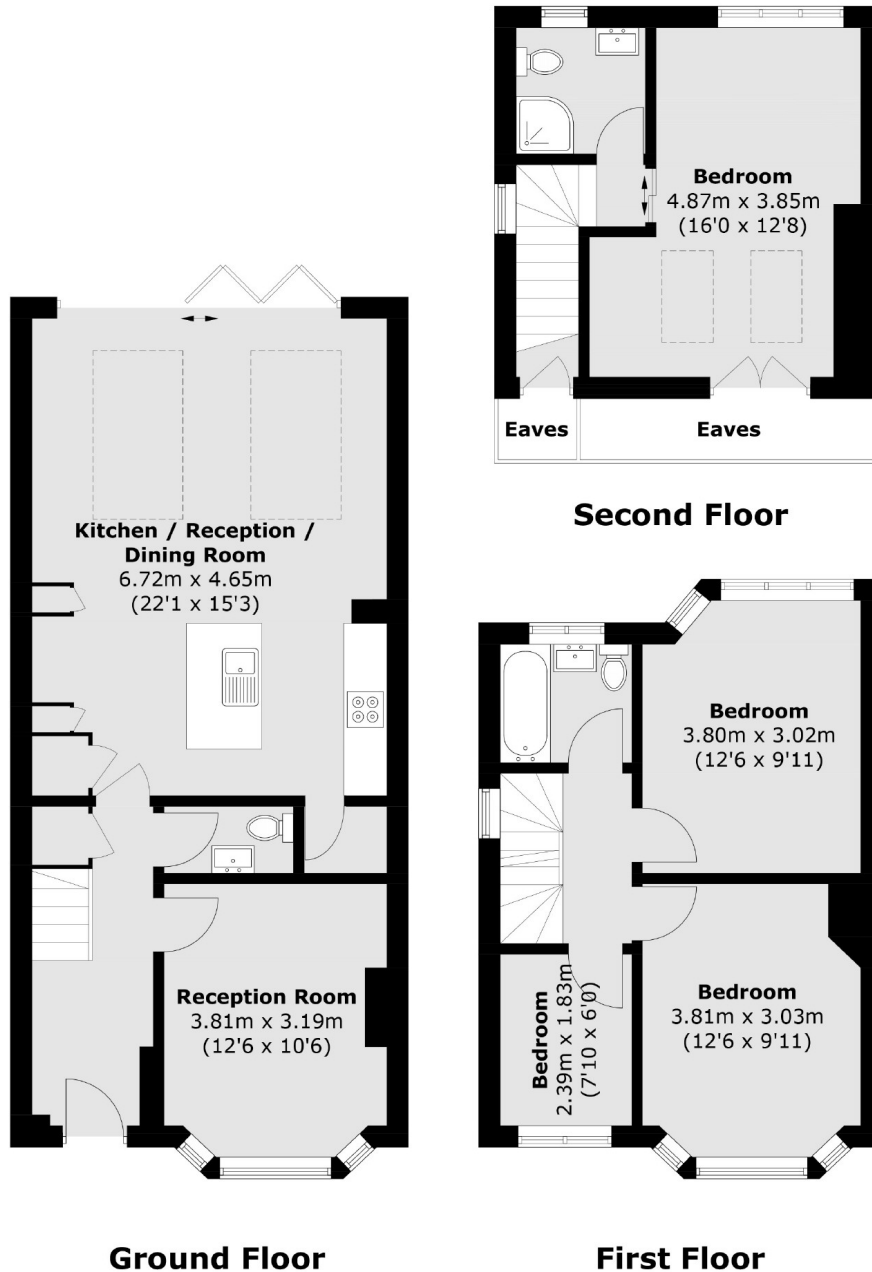 Bedroom
4.87m x 3.85m
(16'0 x 12'8)
Eaves
Eaves
Second Floor
Kitchen / Reception /
Dining Room
6.72m x 4.65m
(22'1 x 15'3)
Reception Room
3.81m x 3.19m
(12'6 x 10'6)
Ground Floor
Bedroom
3.80m x 3.02m
(12'6 x 9'11)
Bedroom
2.39m x 1.83m
(7'10 x 6'0)
Bedroom
3.81m x 3.03m
(12'6 x 9'11)
First Floor